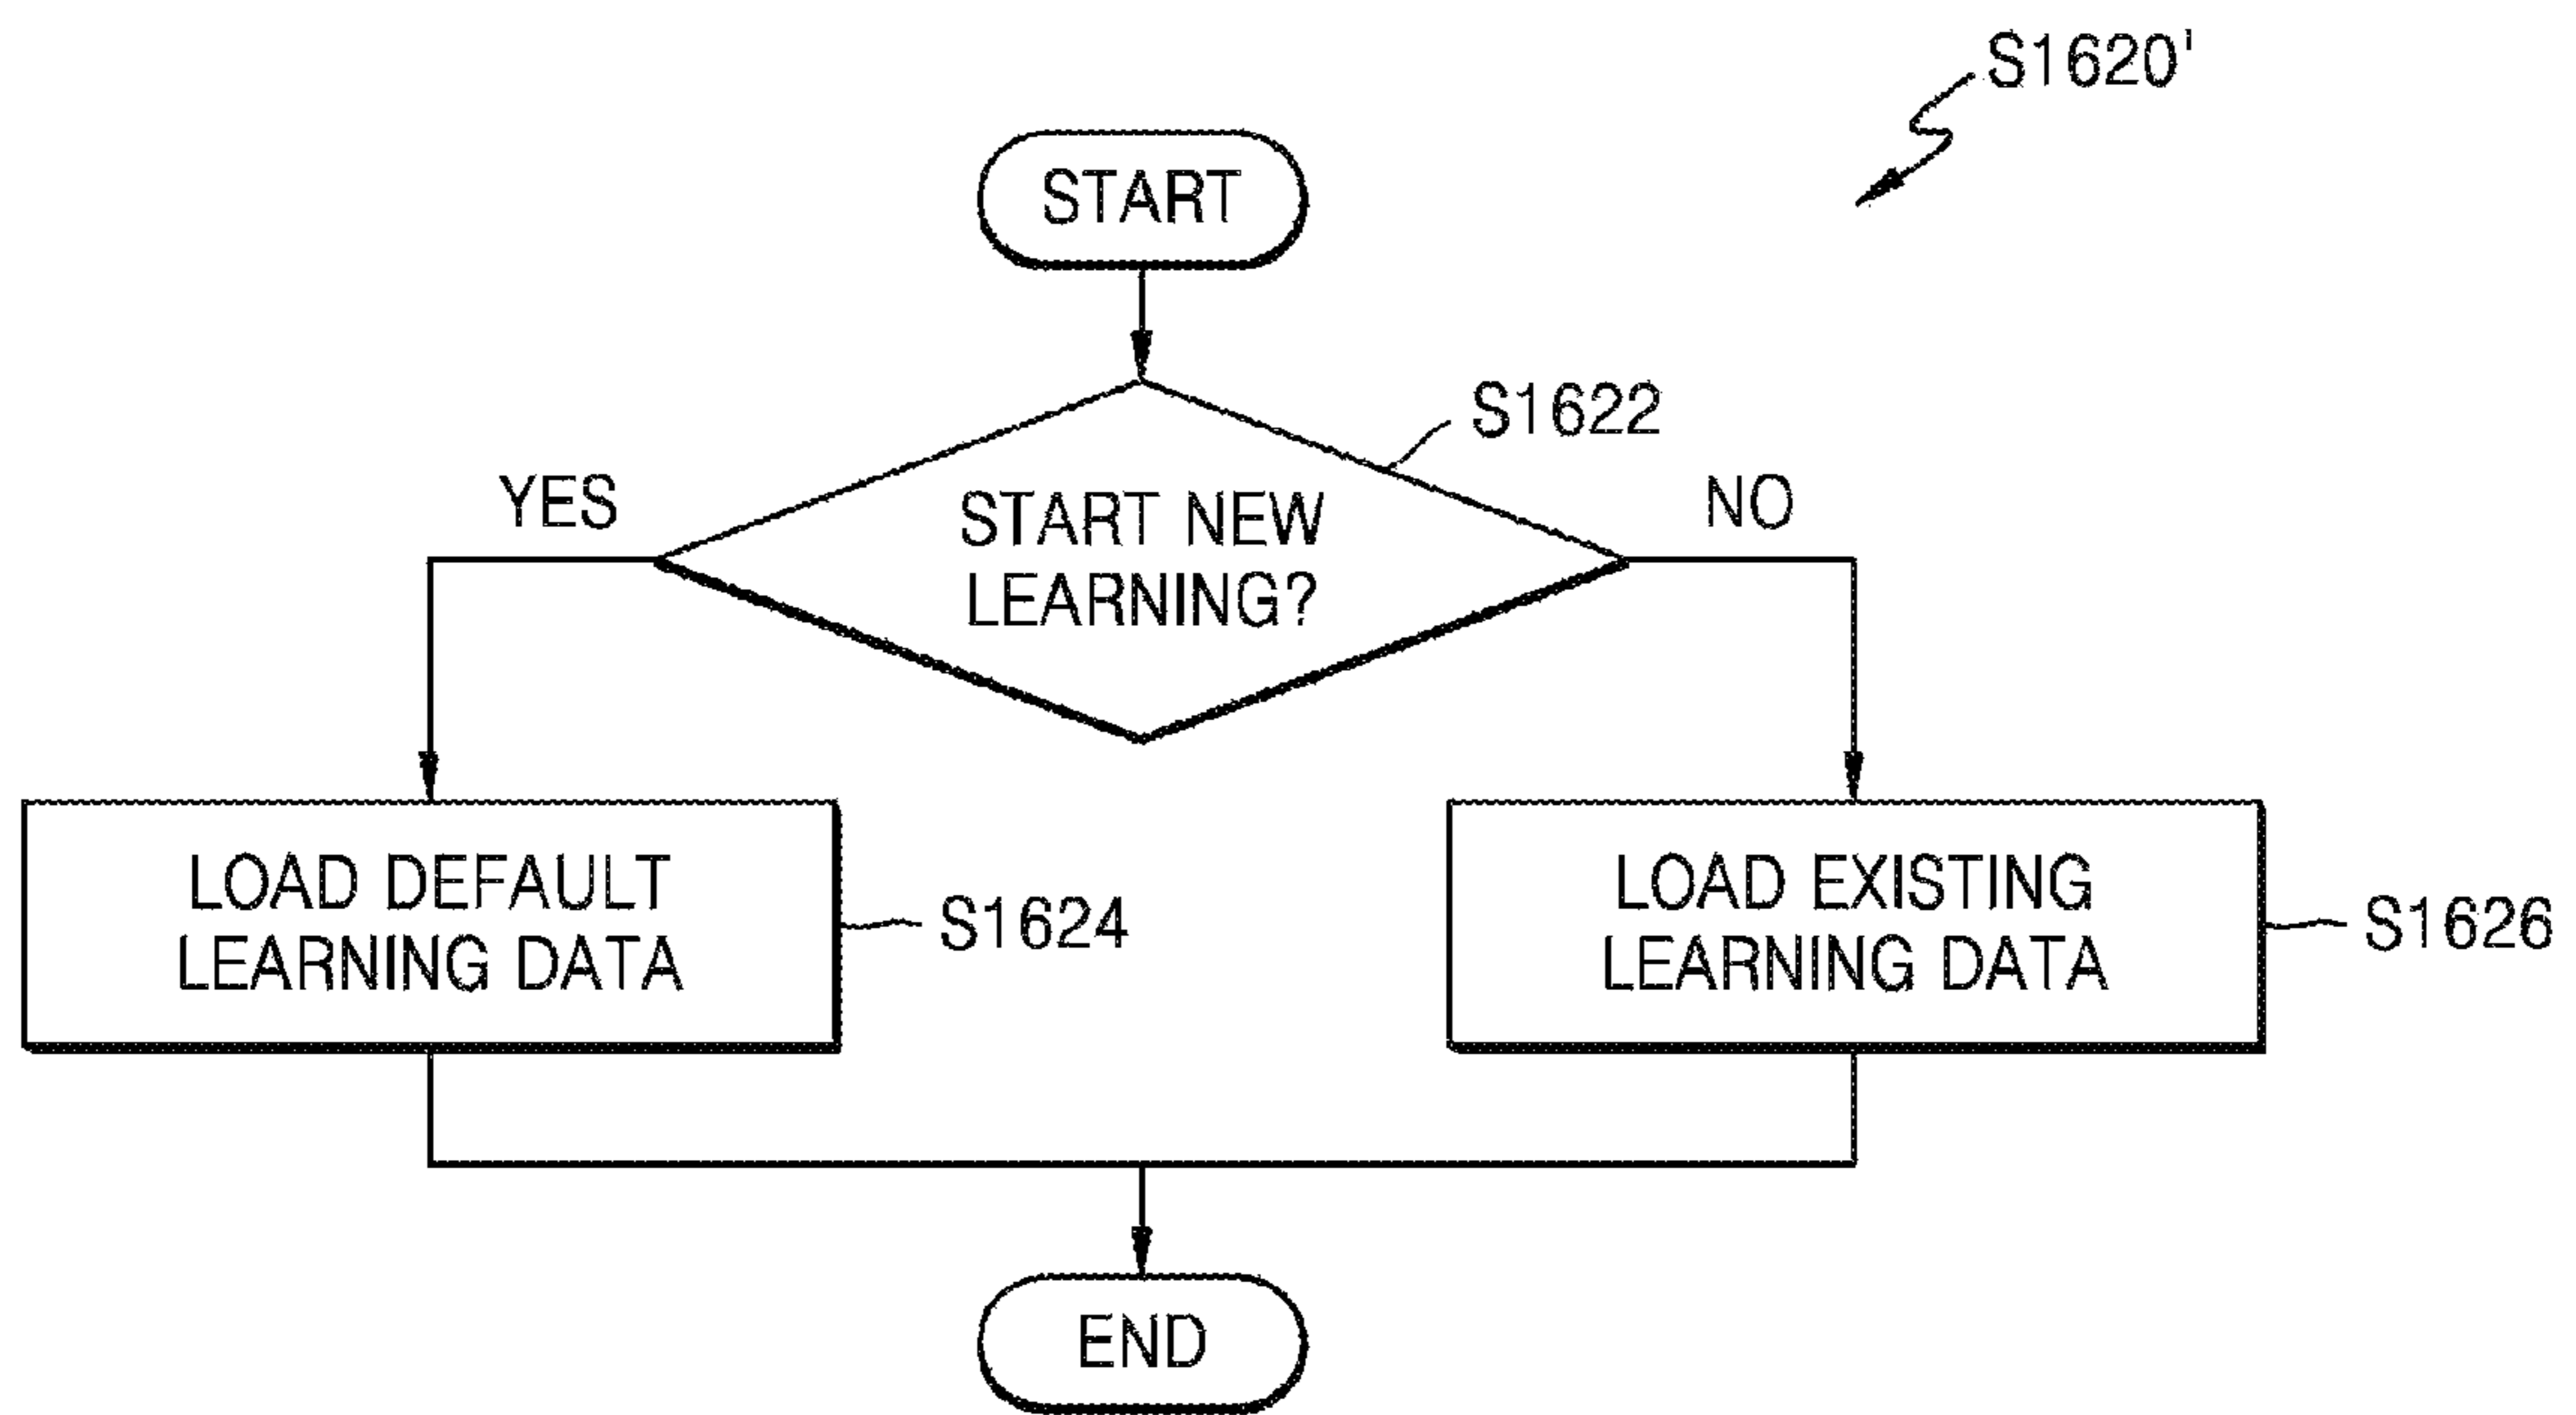 S1620'
START
S1622
YES
START NEW
LEARNING?
NO
LOAD DEFAULT
LEARNING DATA
S1624
LOAD EXISTING
LEARNING DATA
S1626
END